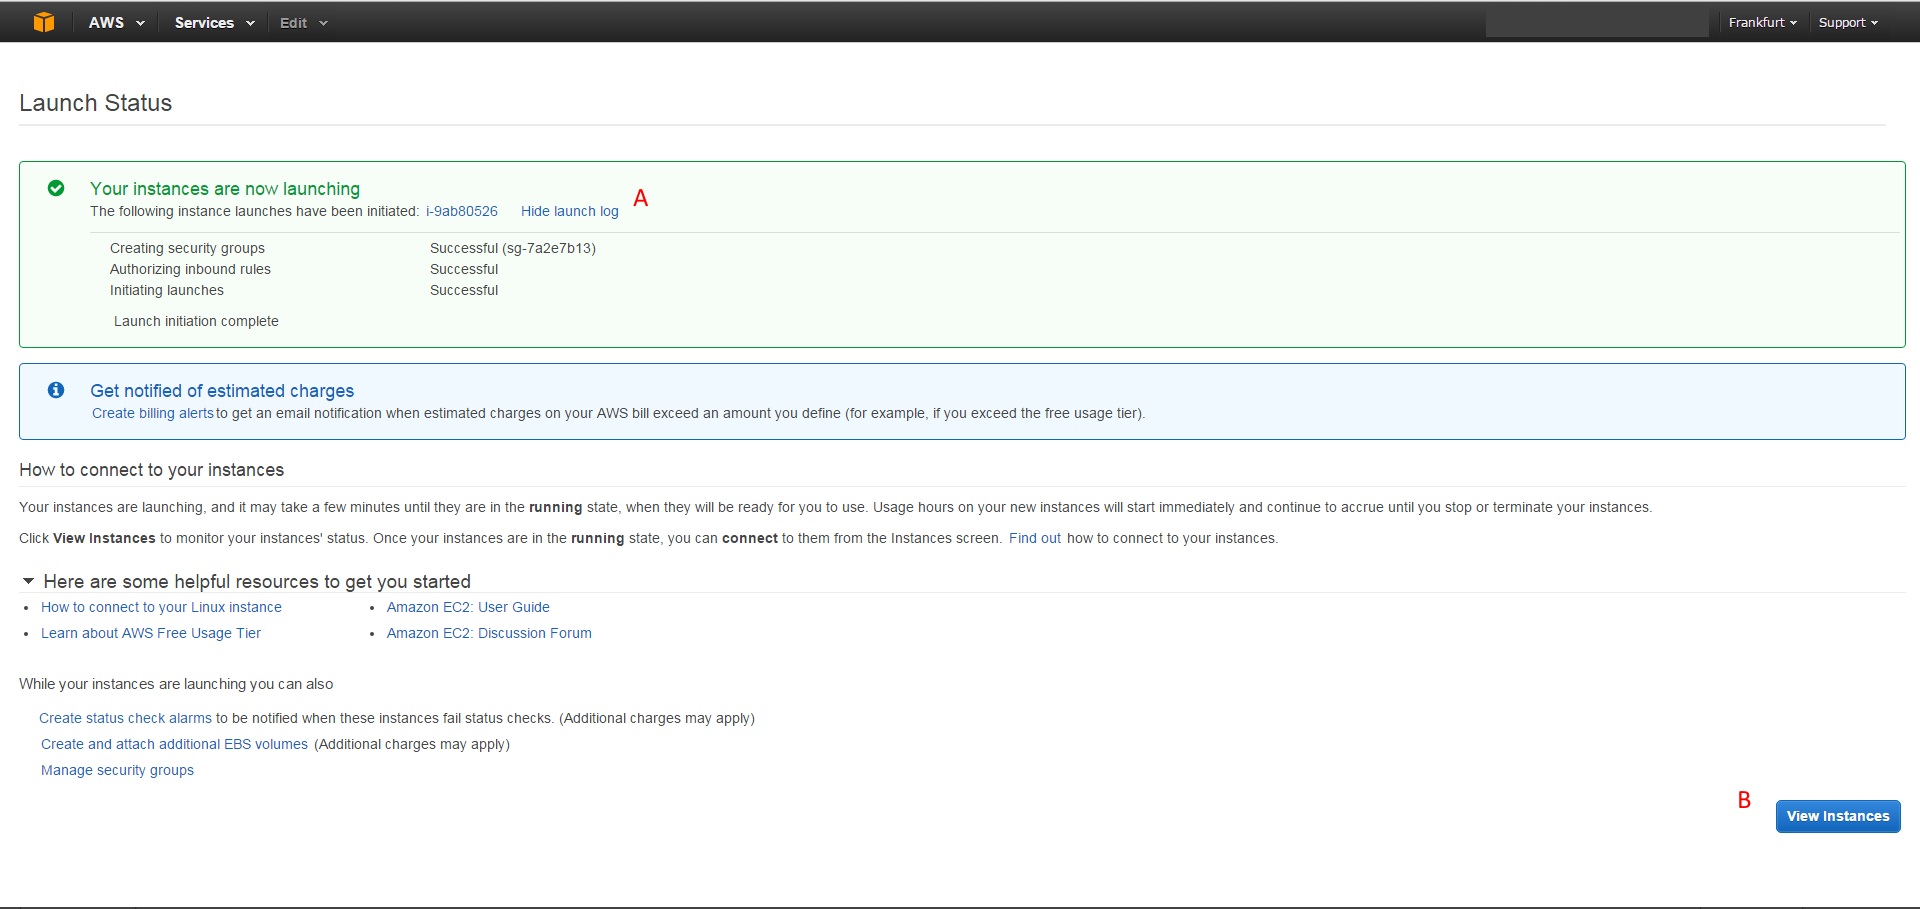 AWS Services Edit Frankfurt Support
Launch Status
Your instances are now launching
The following instance launches have been initiated: i-9ab80526 Hide launch log A
Creating security groups Successful (sg-7a2e7b13)
Authorizing inbound rules Successful
Initiating launches Successful
Launch initiation complete
Get notified of estimated charges
Create billing alerts to get an email notification when estimated charges on your AWS bill exceed an amount you define (for example, if you exceed the free usage tier).
How to connect to your instances
Your instances are launching, and it may take a few minutes until they are in the running state, when they will be ready for you to use. Usage hours on your new instances will start immediately and continue to accrue until you stop or terminate your instances.
Click View Instances to monitor your instances' status. Once your instances are in the running state, you can connect to them from the Instances screen. Find out how to connect to your instances.
Here are some helpful resources to get you started
• How to connect to your Linux instance • Amazon EC2: User Guide
• Learn about AWS Free Usage Tier • Amazon EC2: Discussion Forum
While your instances are launching you can also
Create status check alarms to be notified when these instances fail status checks. (Additional charges may apply)
Create and attach additional EBS volumes (Additional charges may apply)
Manage security groups
B View Instances